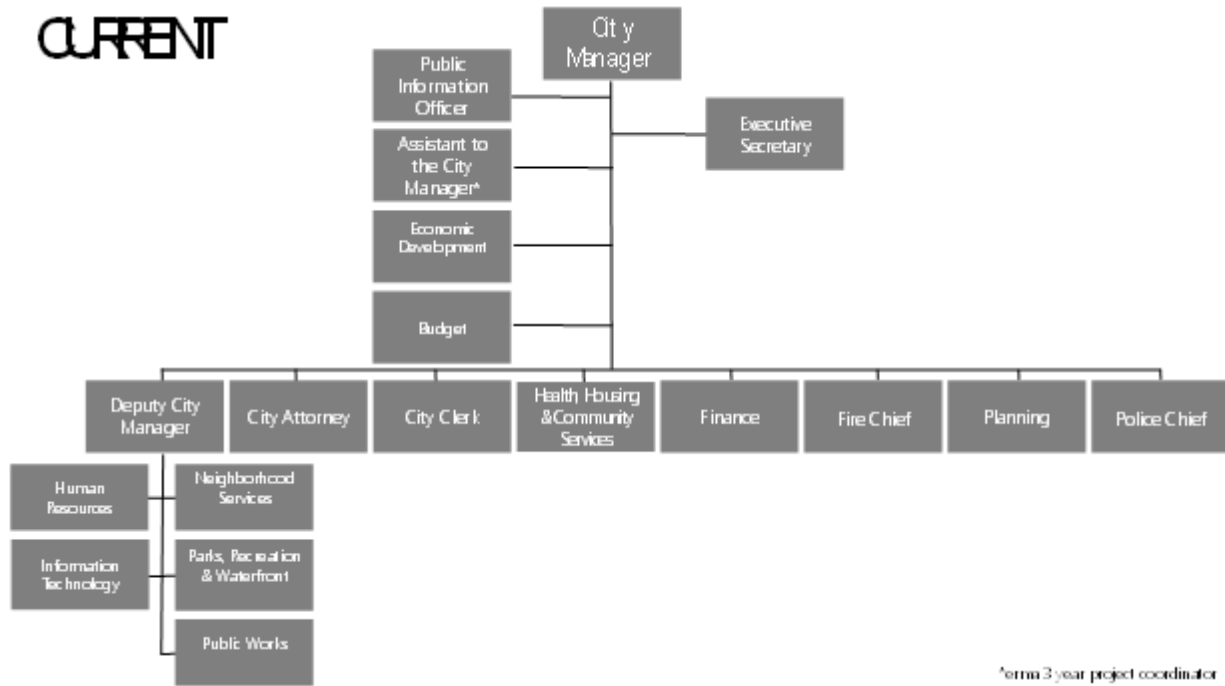 CURRENT
City
Manager
Public
Information
Officer
Executive
Secretary
Assistant to
the City
Manager*
Economic
Development
Budget
Deputy City
Manager
City Attorney
City Clerk
Health, Housing
& Community
Services
Finance
Fire Chief
Planning
Police Chief
Human
Resources
Neighborhood
Services
Information
Technology
Parks, Recreation
& Waterfront
Public Works
*erma 3 year project coordinator